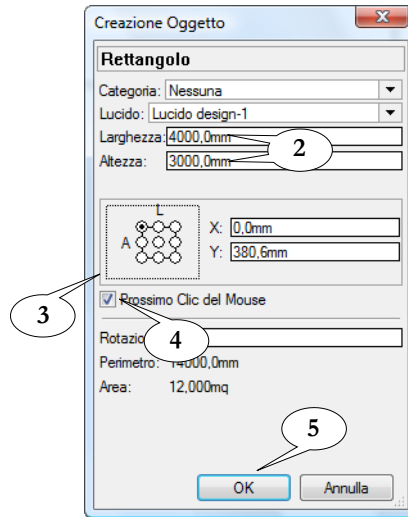 Creazione Oggetto
Rettangolo
Categoria: Nessuna
Lucido: Lucido design-1
Larghezza: 4000,0mm
2
Altezza: 3000,0mm
L
A
X: 0,0mm
Y: 380,6mm
3
Prossimo Clic del Mouse
4
Perimetro: 14000,0mm
Area: 12,000mq
5
OK
Annulla